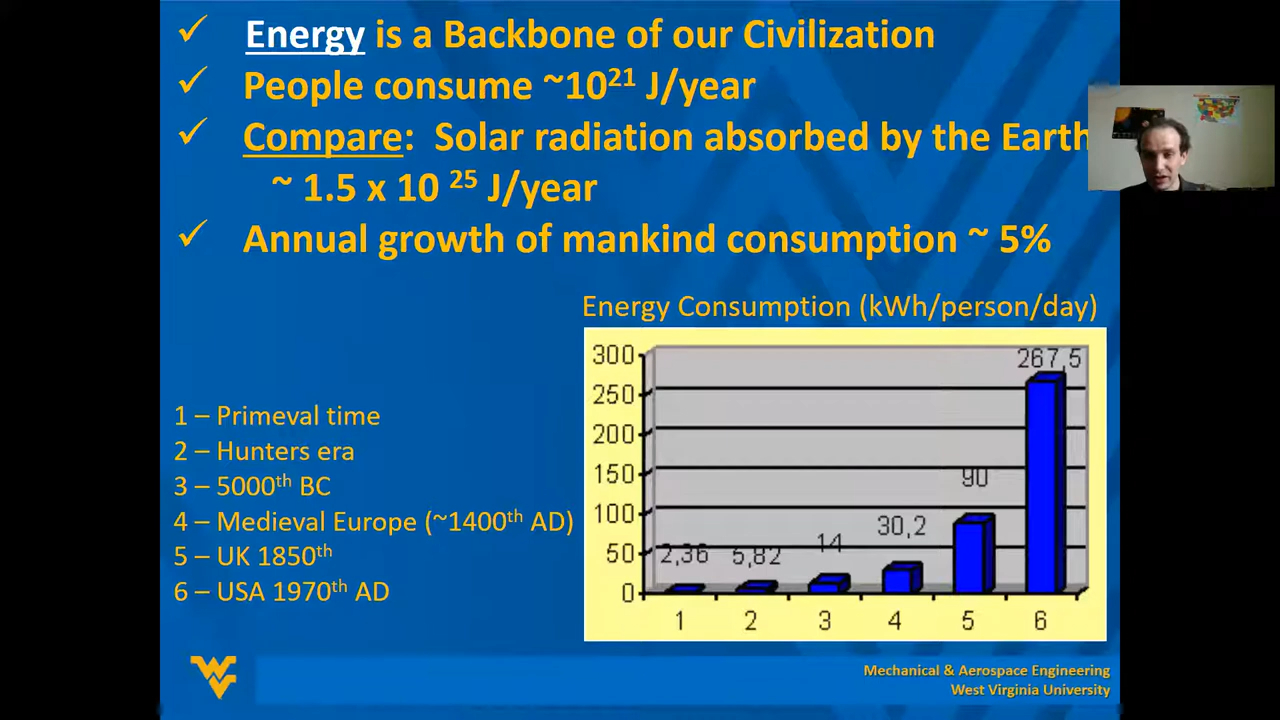 ✓ Energy is a Backbone of our Civilization
✓ People consume ~10²¹ J/year
✓ Compare: Solar radiation absorbed by the Earth
~ 1.5 x 10 ²⁵ J/year
✓ Annual growth of mankind consumption ~ 5%
Energy Consumption (kWh/person/day)
300
250
200
150
100
50
0
2,36
5,82
14
30,2
90
267,5
1
2
3
4
5
6
1 – Primeval time
2 – Hunters era
3 – 5000th BC
4 – Medieval Europe (~1400th AD)
5 – UK 1850th
6 – USA 1970th AD
Mechanical & Aerospace Engineering
West Virginia University